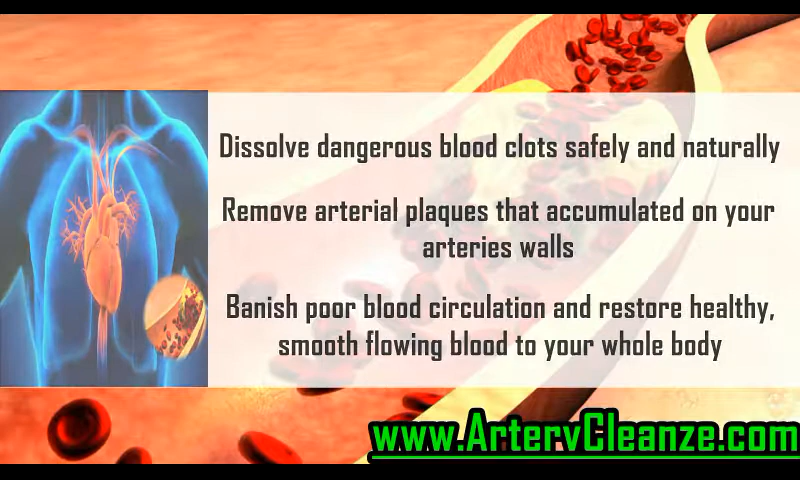 Dissolve dangerous blood clots safely and naturally
Remove arterial plaques that accumulated on your
arteries walls
Banish poor blood circulation and restore healthy,
smooth flowing blood to your whole body
www.ArteryCleanze.com